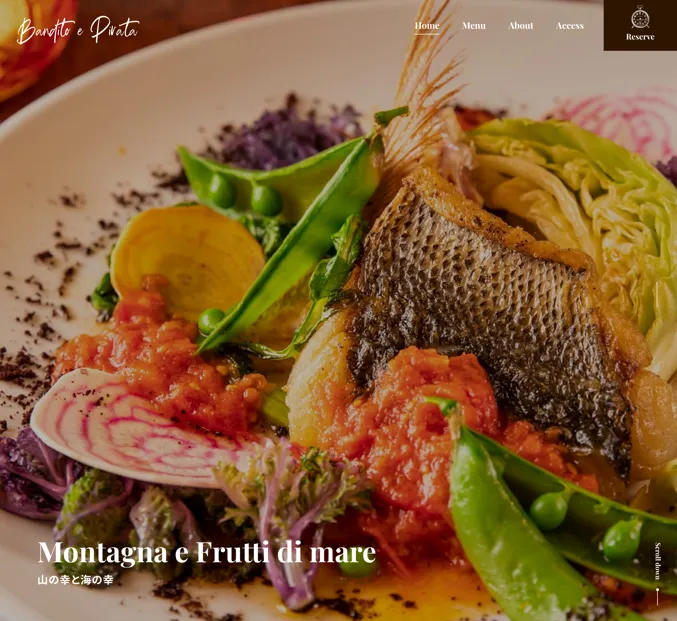 Bandito e Pirata
Home Menu About Access
Reserve
Montagna e Frutti di mare
山の幸と海の幸
Scroll down